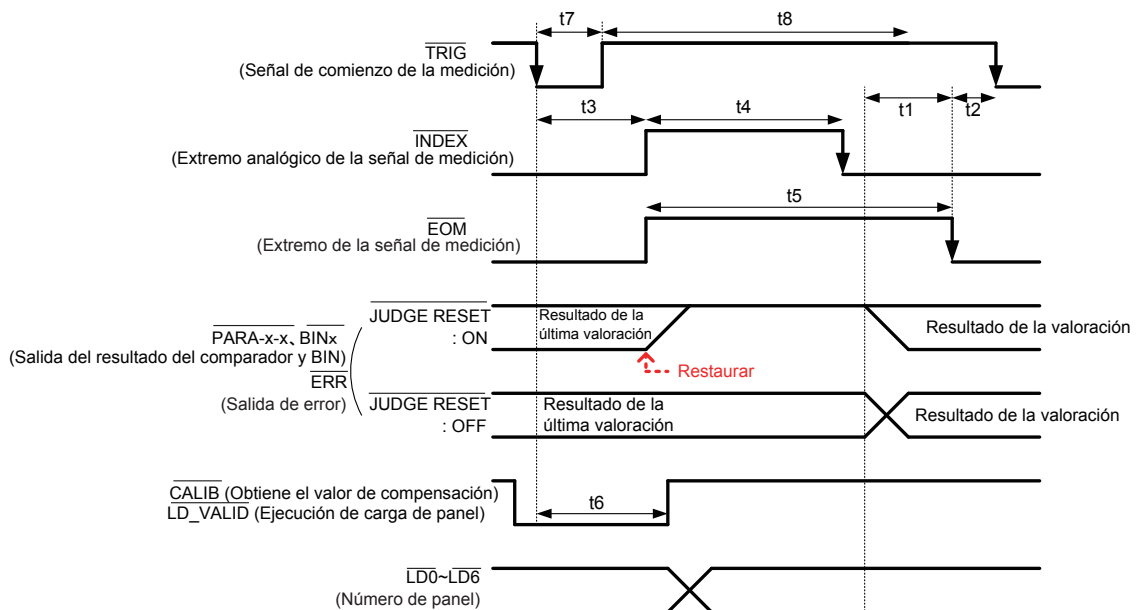 t7
t8
TRIG
(Señal de comienzo de la medición)
t1
t2
t3
t4
INDEX
(Extremo analógico de la señal de medición)
t5
EOM
(Extremo de la señal de medición)
JUDGE RESET
: ON
Resultado de la
última valoración
Resultado de la valoración
PARA-x-x、BINx
(Salida del resultado del comparador y BIN)
Restaurar
ERR
(Salida de error)
JUDGE RESET
: OFF
Resultado de la
última valoración
Resultado de la valoración
CALIB (Obtiene el valor de compensación)
LD_VALID (Ejecución de carga de panel)
t6
LD0~LD6
(Número de panel)